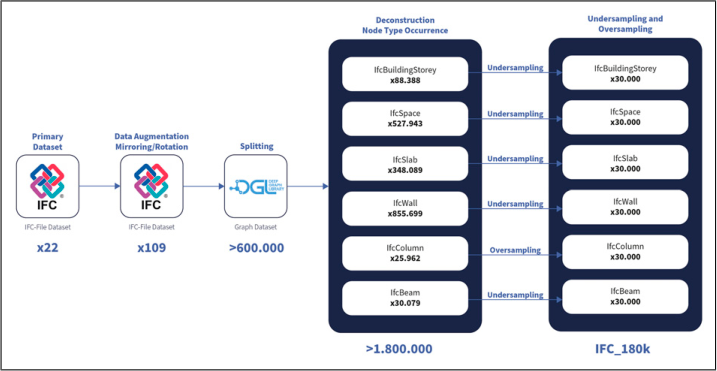 Deconstruction
Node Type Occurrence
Undersampling and
Oversampling
IfcBuildingStorey
x88.388
Undersampling
IfcBuildingStorey
x30.000
IfcSpace
x527.943
Undersampling
IfcSpace
x30.000
Primary
Dataset
Data Augmentation
Mirroring/Rotation
Splitting
IfcSlab
x348.089
Undersampling
IfcSlab
x30.000
IFC
IFC
DGL DEEP
GRAPH
LIBRARY
IFC-File Dataset
IFC-File Dataset
Graph Dataset
x22
x109
>600.000
IfcWall
x855.699
Undersampling
IfcWall
x30.000
IfcColumn
x25.962
Oversampling
IfcColumn
x30.000
IfcBeam
x30.079
Undersampling
IfcBeam
x30.000
>1.800.000
IFC_180k